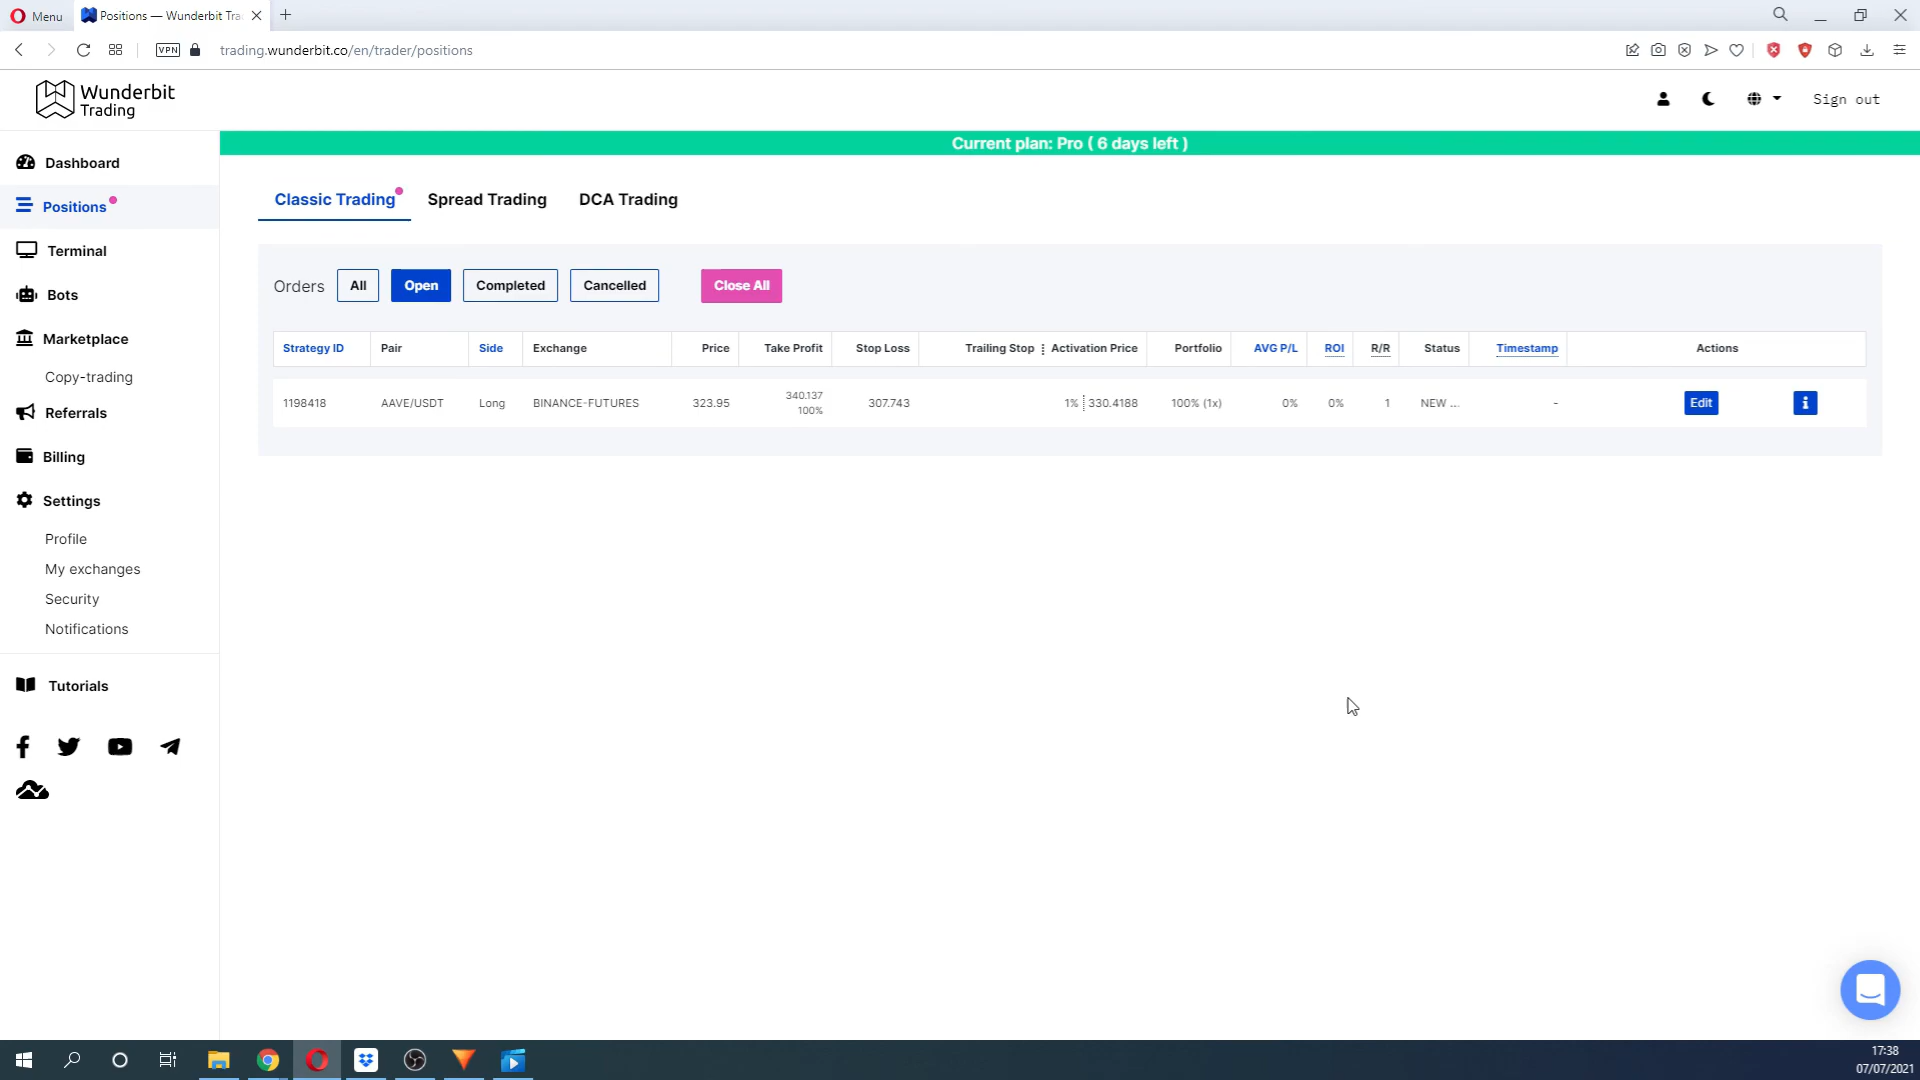 Menu
Positions — Wunderbit Tra
VPN
trading.wunderbit.co/en/trader/positions
Wunderbit
Trading
Sign out
Current plan: Pro ( 6 days left )
Dashboard
Positions
Terminal
Bots
Marketplace
Copy-trading
Referrals
Billing
Settings
Profile
My exchanges
Security
Notifications
Tutorials
Classic Trading Spread Trading DCA Trading
Orders All Open Completed Cancelled Close All
Strategy ID Pair Side Exchange Price Take Profit Stop Loss Trailing Stop Activation Price Portfolio AVG P/L ROI R/R Status Timestamp Actions
1198418 AAVE/USDT Long BINANCE-FUTURES 323.95 340.137 100% 307.743 1% 330.4188 100% (1x) 0% 0% 1 NEW ... - Edit i
17:38
07/07/2021